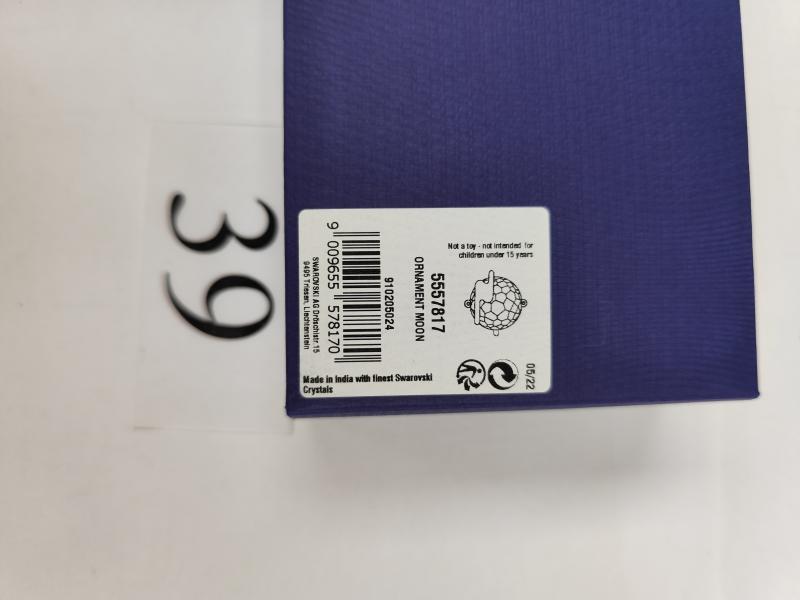 39
05/22
Not a toy - not intended for
children under 15 years
5557817
ORNAMENT MOON
910205024
9 009655 578170
SWAROVSKI AG Dröschistr. 15
9495 Triesen, Liechtenstein
Made in India with finest Swarovski
Crystals